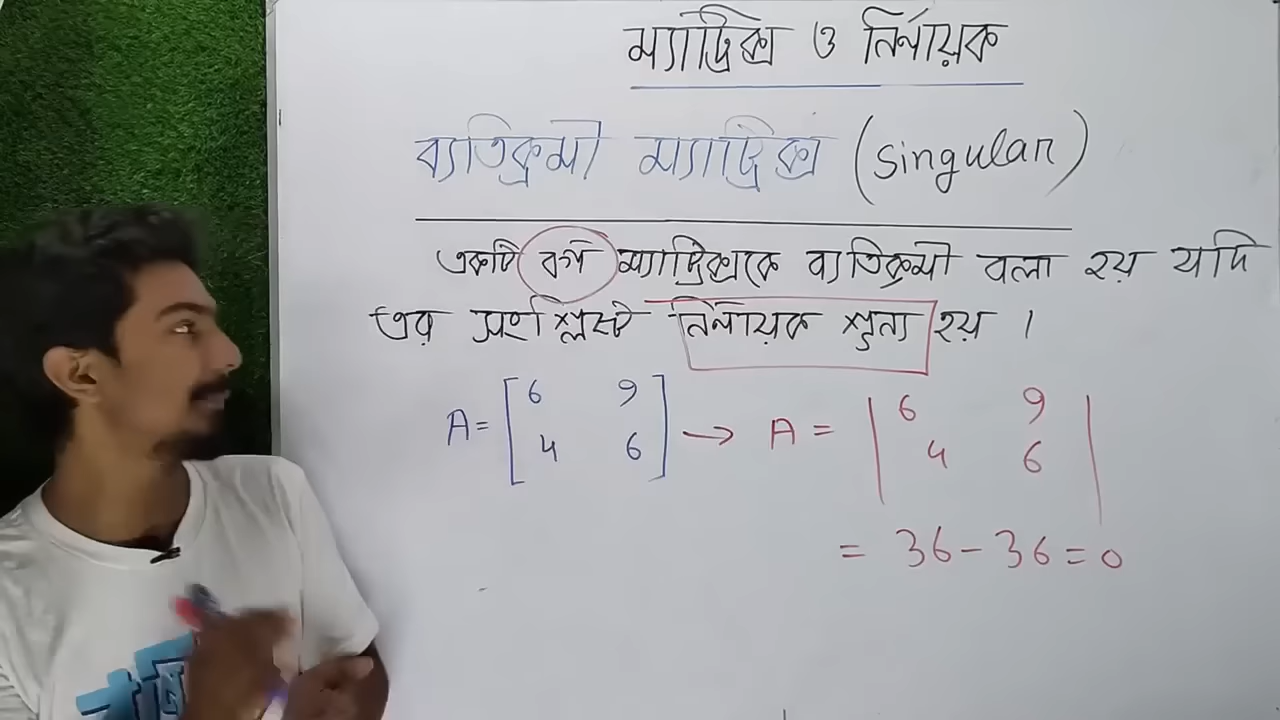 ম্যাট্রিক্স ও নির্ণায়ক
ব্যতিক্রমী ম্যাট্রিক্স (singular)
একটি বর্গ ম্যাট্রিক্সকে ব্যতিক্রমী বলা হয় যদি
এর সংশ্লিষ্ট নির্ণায়ক শূন্য হয় ।
A = [6 9
4 6] → A = |6 9
4 6|
= 36 - 36 = 0